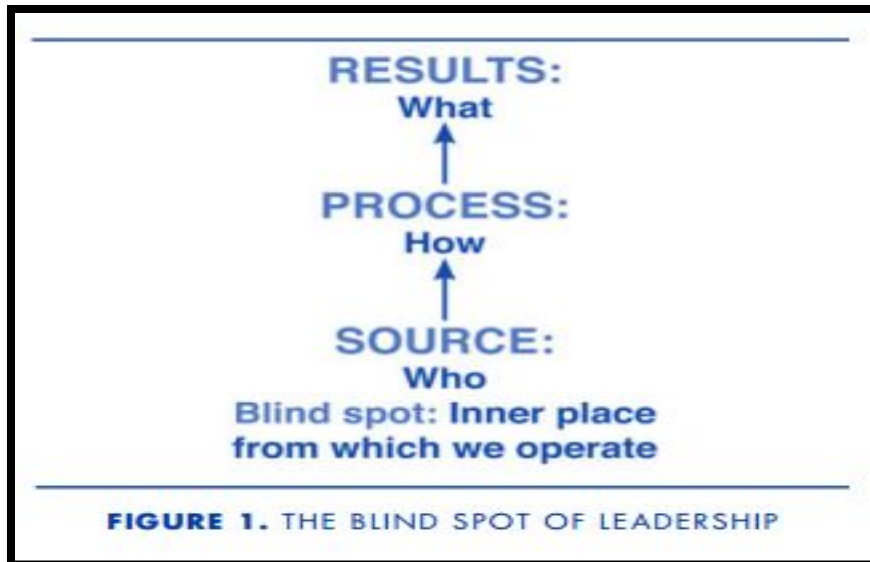 RESULTS:
What
PROCESS:
How
SOURCE:
Who
Blind spot: Inner place
from which we operate
FIGURE 1. THE BLIND SPOT OF LEADERSHIP